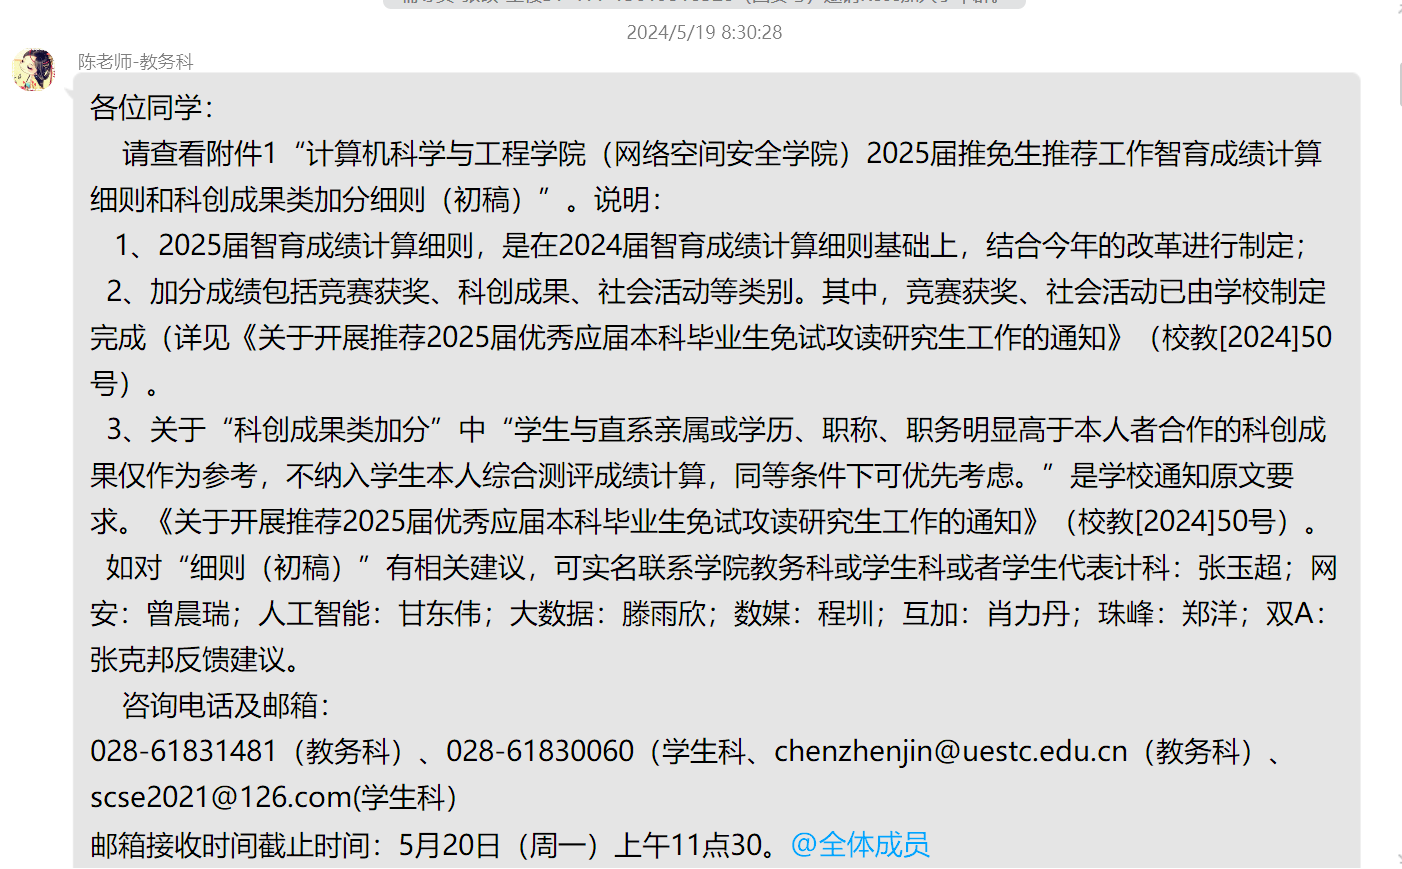 2024/5/19 8:30:28
陈老师-教务科
各位同学：
请查看附件1“计算机科学与工程学院（网络空间安全学院）2025届推免生推荐工作智育成绩计算
细则和科创成果类加分细则（初稿）”。说明：
1、2025届智育成绩计算细则，是在2024届智育成绩计算细则基础上，结合今年的改革进行制定；
2、加分成绩包括竞赛获奖、科创成果、社会活动等类别。其中，竞赛获奖、社会活动已由学校制定
完成（详见《关于开展推荐2025届优秀应届本科毕业生免试攻读研究生工作的通知》（校教[2024]50
号）。
3、关于“科创成果类加分”中“学生与直系亲属或学历、职称、职务明显高于本人者合作的科创成
果仅作为参考，不纳入学生本人综合测评成绩计算，同等条件下可优先考虑。”是学校通知原文要
求。《关于开展推荐2025届优秀应届本科毕业生免试攻读研究生工作的通知》（校教[2024]50号）。
如对“细则（初稿）”有相关建议，可实名联系学院教务科或学生科或者学生代表计科：张玉超；网
安：曾晨瑞；人工智能：甘东伟；大数据：滕雨欣；数媒：程圳；互加：肖力丹；珠峰：郑洋；双A：
张克邦反馈建议。
咨询电话及邮箱：
028-61831481（教务科）、028-61830060（学生科、chenzhenjin@uestc.edu.cn（教务科）、
scse2021@126.com(学生科）
邮箱接收时间截止时间：5月20日（周一）上午11点30。@全体成员